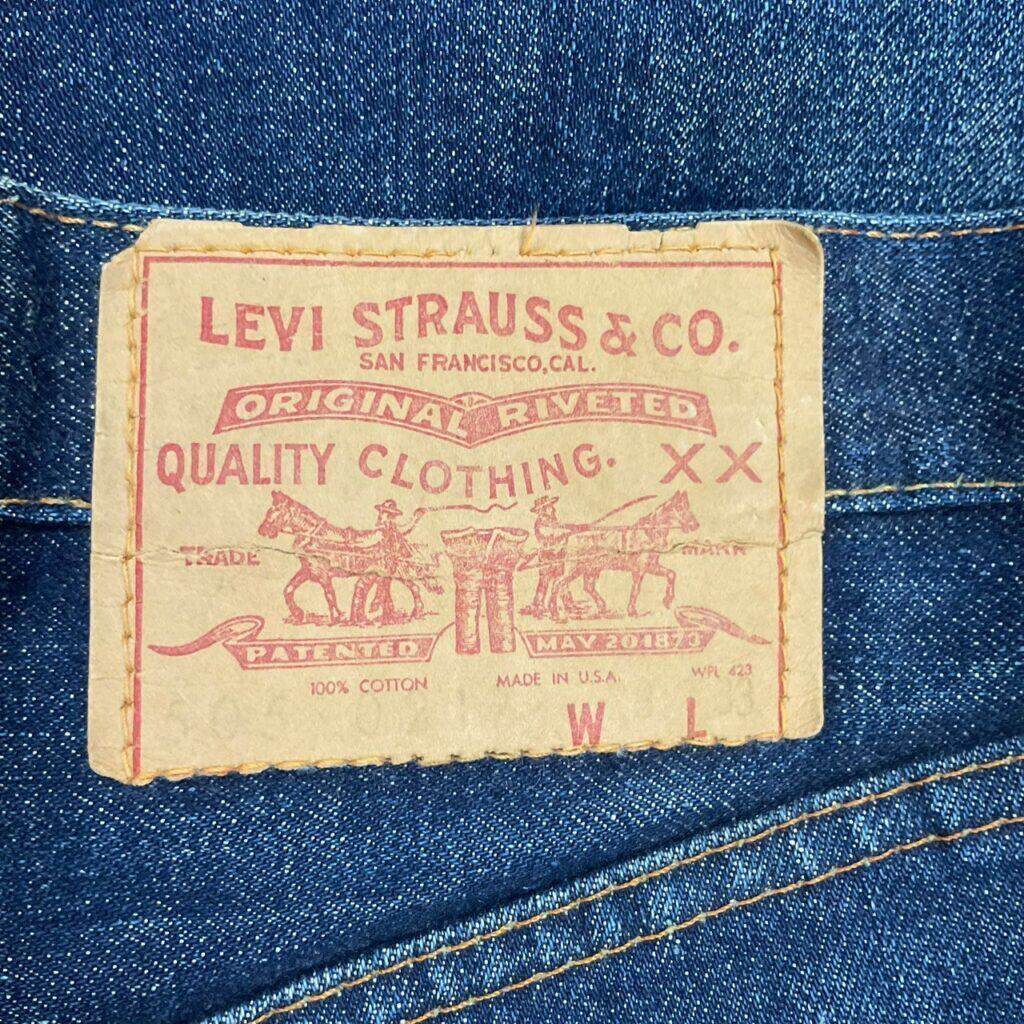 LEVI STRAUSS & CO.
SAN FRANCISCO, CAL.
ORIGINAL RIVETED
QUALITY CLOTHING. XX
TRADE MARK
PATENTED MAY 20 1873
100% COTTON MADE IN U.S.A. WPL 423
W L